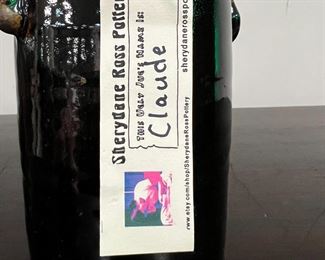 Sherydane Ross Pottery
This Ugly Jug's Name Is:
Claude
sherydanerosspo
www.etsy.com/shop/SherydaneRossPottery